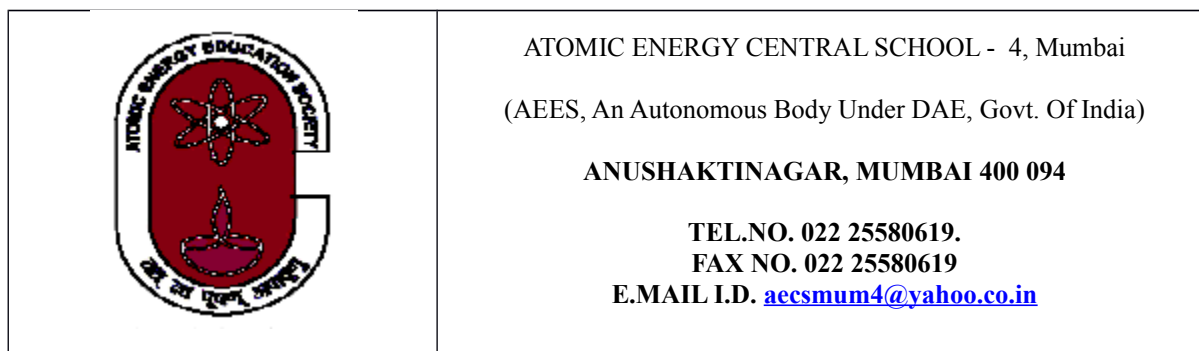 ATOMIC ENERGY EDUCATION SOCIETY
ATOMIC ENERGY CENTRAL SCHOOL - 4, Mumbai
(AEES, An Autonomous Body Under DAE, Govt. Of India)
ANUSHAKTINAGAR, MUMBAI 400 094
TEL.NO. 022 25580619.
FAX NO. 022 25580619
E.MAIL I.D. aecsmum4@yahoo.co.in